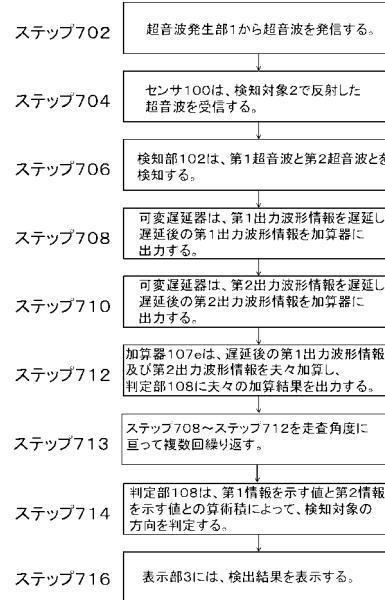 ステップ702
超音波発生部1から超音波を発信する。
ステップ704
センサ100は、検知対象2で反射した
超音波を受信する。
ステップ706
検知部102は、第1超音波と第2超音波とを
検知する。
ステップ708
可変遅延器は、第1出力波形情報を遅延し
遅延後の第1出力波形情報を加算器に
出力する。
ステップ710
可変遅延器は、第2出力波形情報を遅延し
遅延後の第2出力波形情報を加算器に
出力する。
ステップ712
加算器107eは、遅延後の第1出力波形情報
及び第2出力波形情報を夫々加算し、
判定部108に夫々の加算結果を出力する。
ステップ713
ステップ708～ステップ712を走査角度に
亘って複数回繰り返す。
ステップ714
判定部108は、第1情報を示す値と第2情報
を示す値との算術積によって、検知対象の
方向を判定する。
ステップ716
表示部3には、検出結果を表示する。